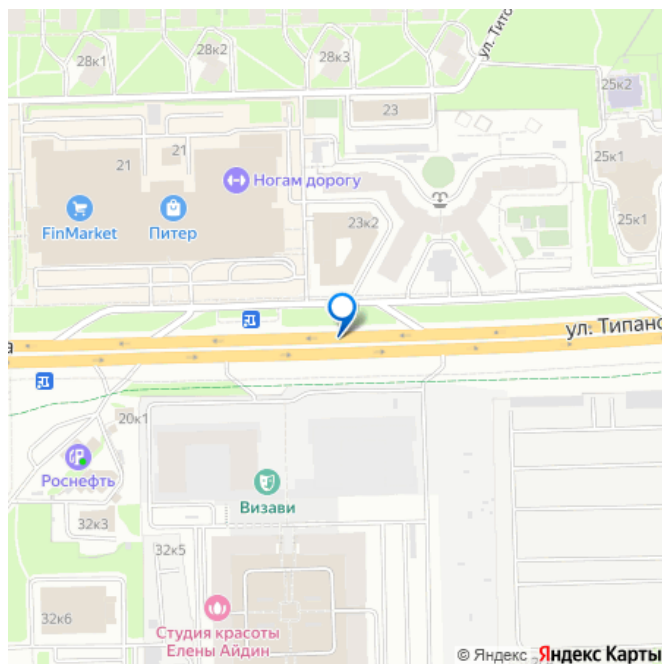 28к1
28к2
28к3
ул. Тито
23
25к2
21
21
25к1
Ногам дорогу
23к2
25к1
FinMarket
Питер
ул. Типано
а
20к1
Роснефть
Визави
32к3
32к5
32к6
Студия красоты
Елены Айдин
© Яндекс
Яндекс Карты